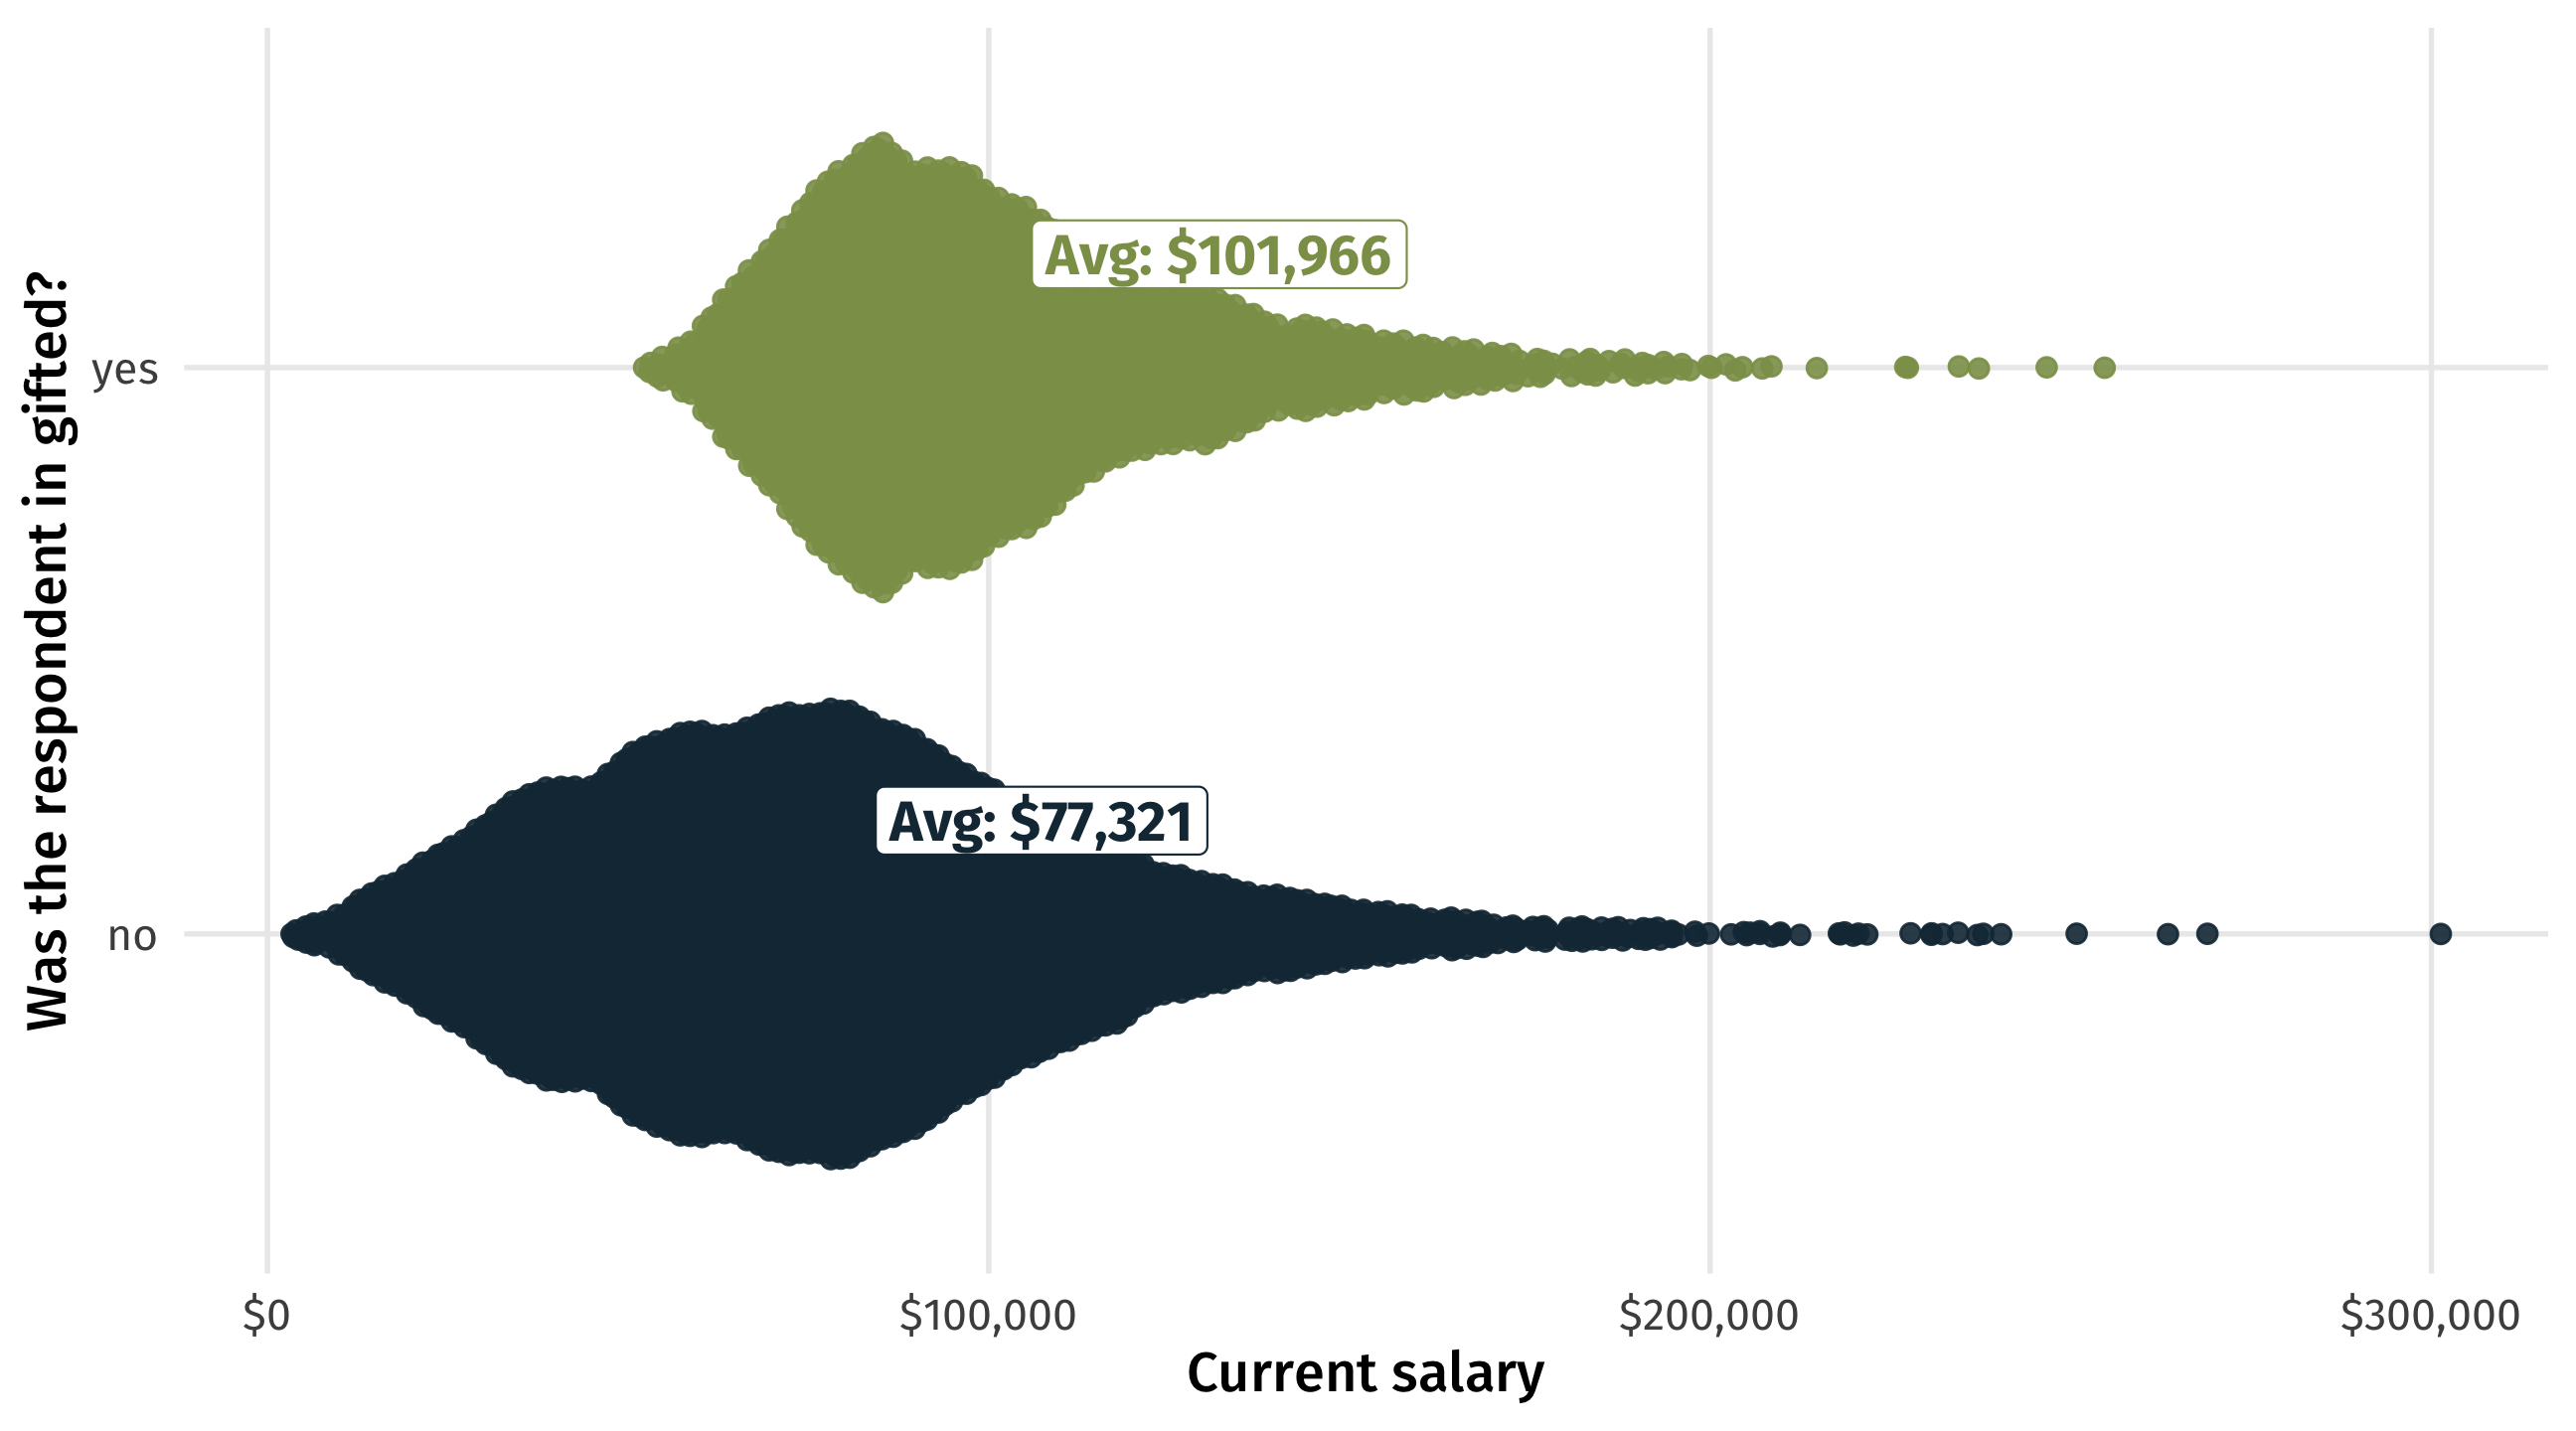 Was the respondent in gifted?
yes
Avg: $101,966
no
Avg: $77,321
$0
$100,000
$200,000
$300,000
Current salary